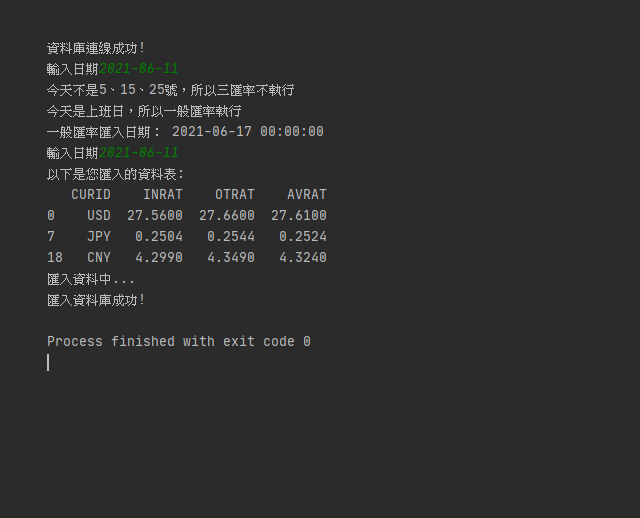 資料庫連線成功!
輸入日期2021-06-11
今天不是5、15、25號，所以三匯率不執行
今天是上班日，所以一般匯率執行
一般匯率匯入日期： 2021-06-17 00:00:00
輸入日期2021-06-11
以下是您匯入的資料表:
CURID INRAT OTRAT AVRAT
0 USD 27.5600 27.6600 27.6100
7 JPY 0.2504 0.2544 0.2524
18 CNY 4.2990 4.3490 4.3240
匯入資料中...
匯入資料庫成功!
Process finished with exit code 0